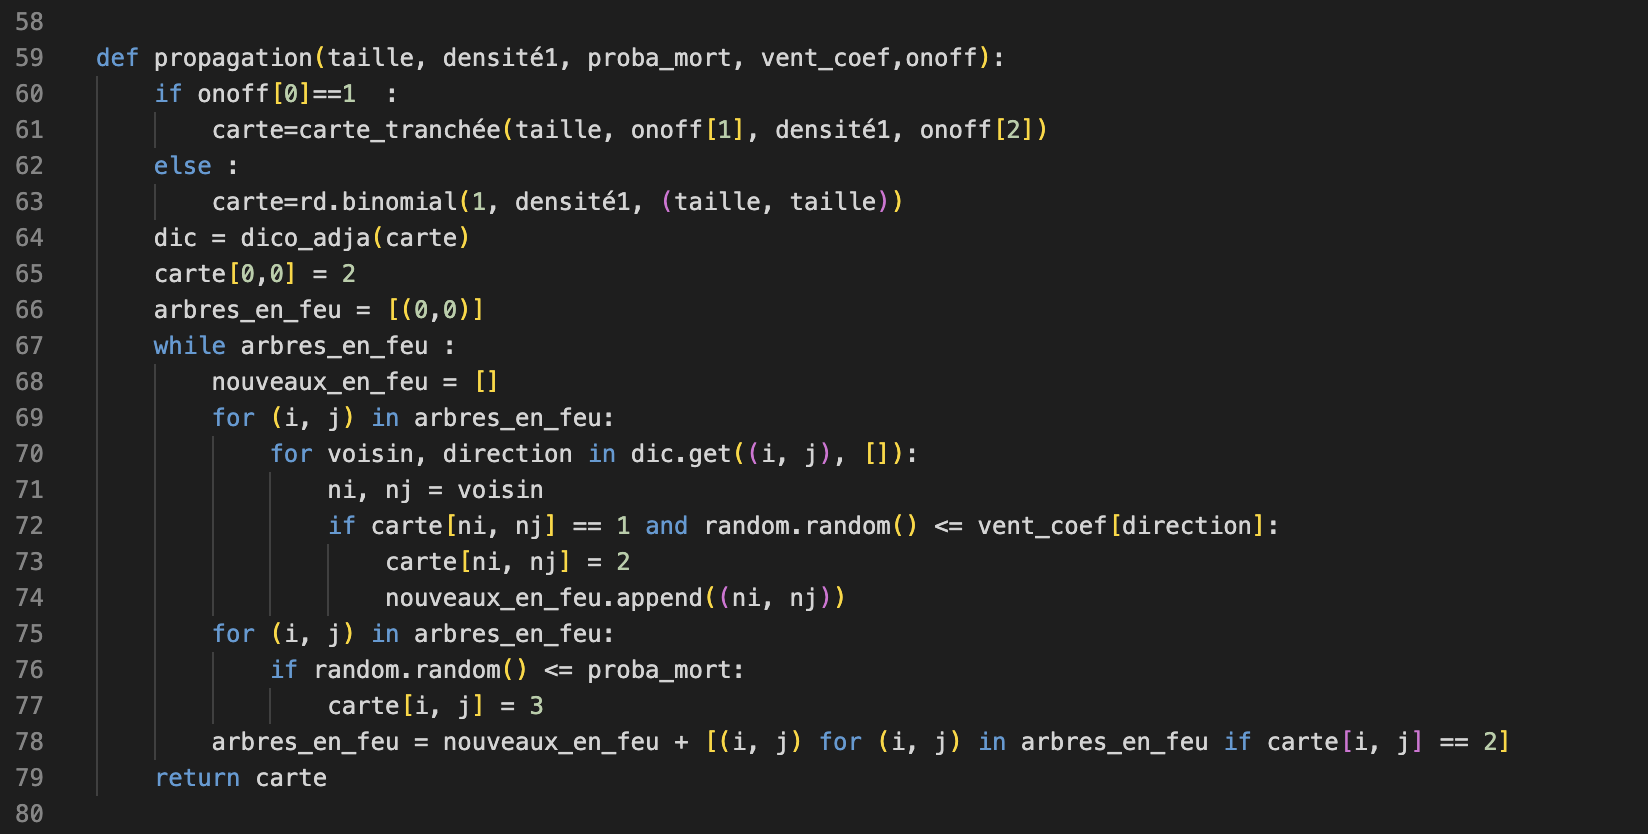 58
59 def propagation(taille, densité1, proba_mort, vent_coef,onoff):
60     if onoff[0]==1  :
61         carte=carte_tranchée(taille, onoff[1], densité1, onoff[2])
62     else :
63         carte=rd.binomial(1, densité1, (taille, taille))
64     dic = dico_adja(carte)
65     carte[0,0] = 2
66     arbres_en_feu = [(0,0)]
67     while arbres_en_feu :
68         nouveaux_en_feu = []
69         for (i, j) in arbres_en_feu:
70             for voisin, direction in dic.get((i, j), []):
71                 ni, nj = voisin
72                 if carte[ni, nj] == 1 and random.random() <= vent_coef[direction]:
73                     carte[ni, nj] = 2
74                     nouveaux_en_feu.append((ni, nj))
75         for (i, j) in arbres_en_feu:
76             if random.random() <= proba_mort:
77                 carte[i, j] = 3
78         arbres_en_feu = nouveaux_en_feu + [(i, j) for (i, j) in arbres_en_feu if carte[i, j] == 2]
79     return carte
80